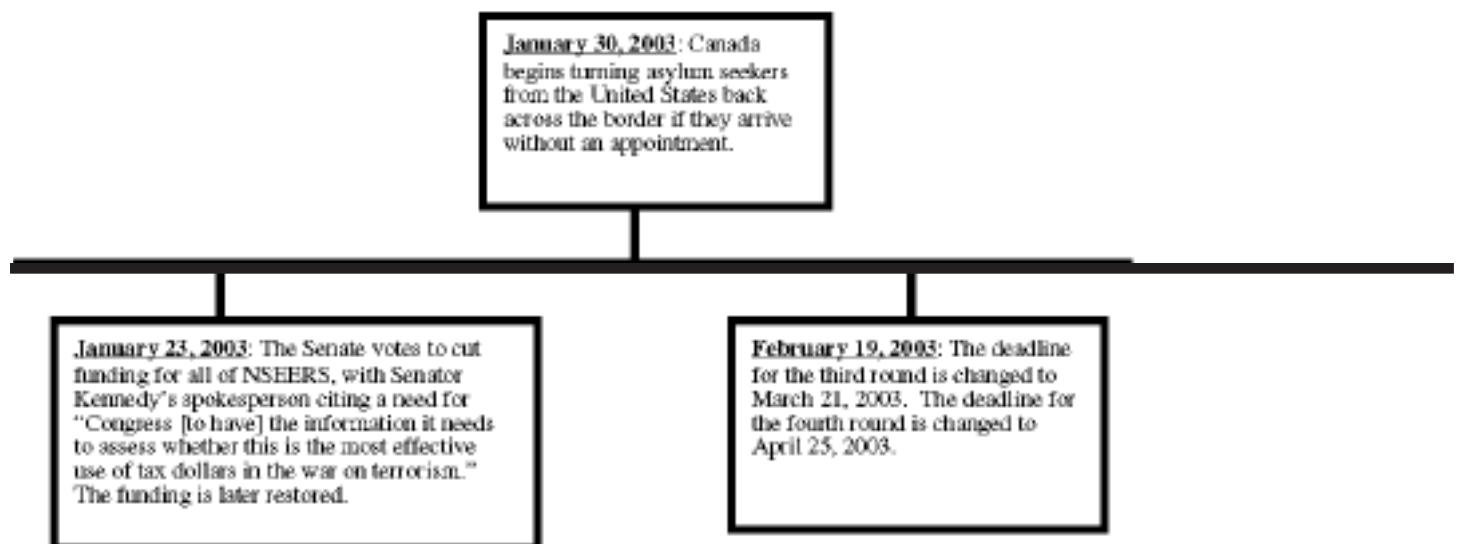 January 30, 2003: Canada
begins turning asylum seekers
from the United States back
across the border if they arrive
without an appointment.
January 23, 2003: The Senate votes to cut
funding for all of NSEERS, with Senator
Kennedy's spokesperson citing a need for
"Congress [to have] the information it needs
to assess whether this is the most effective
use of tax dollars in the war on terrorism."
The funding is later restored.
February 19, 2003: The deadline
for the third round is changed to
March 21, 2003. The deadline for
the fourth round is changed to
April 25, 2003.